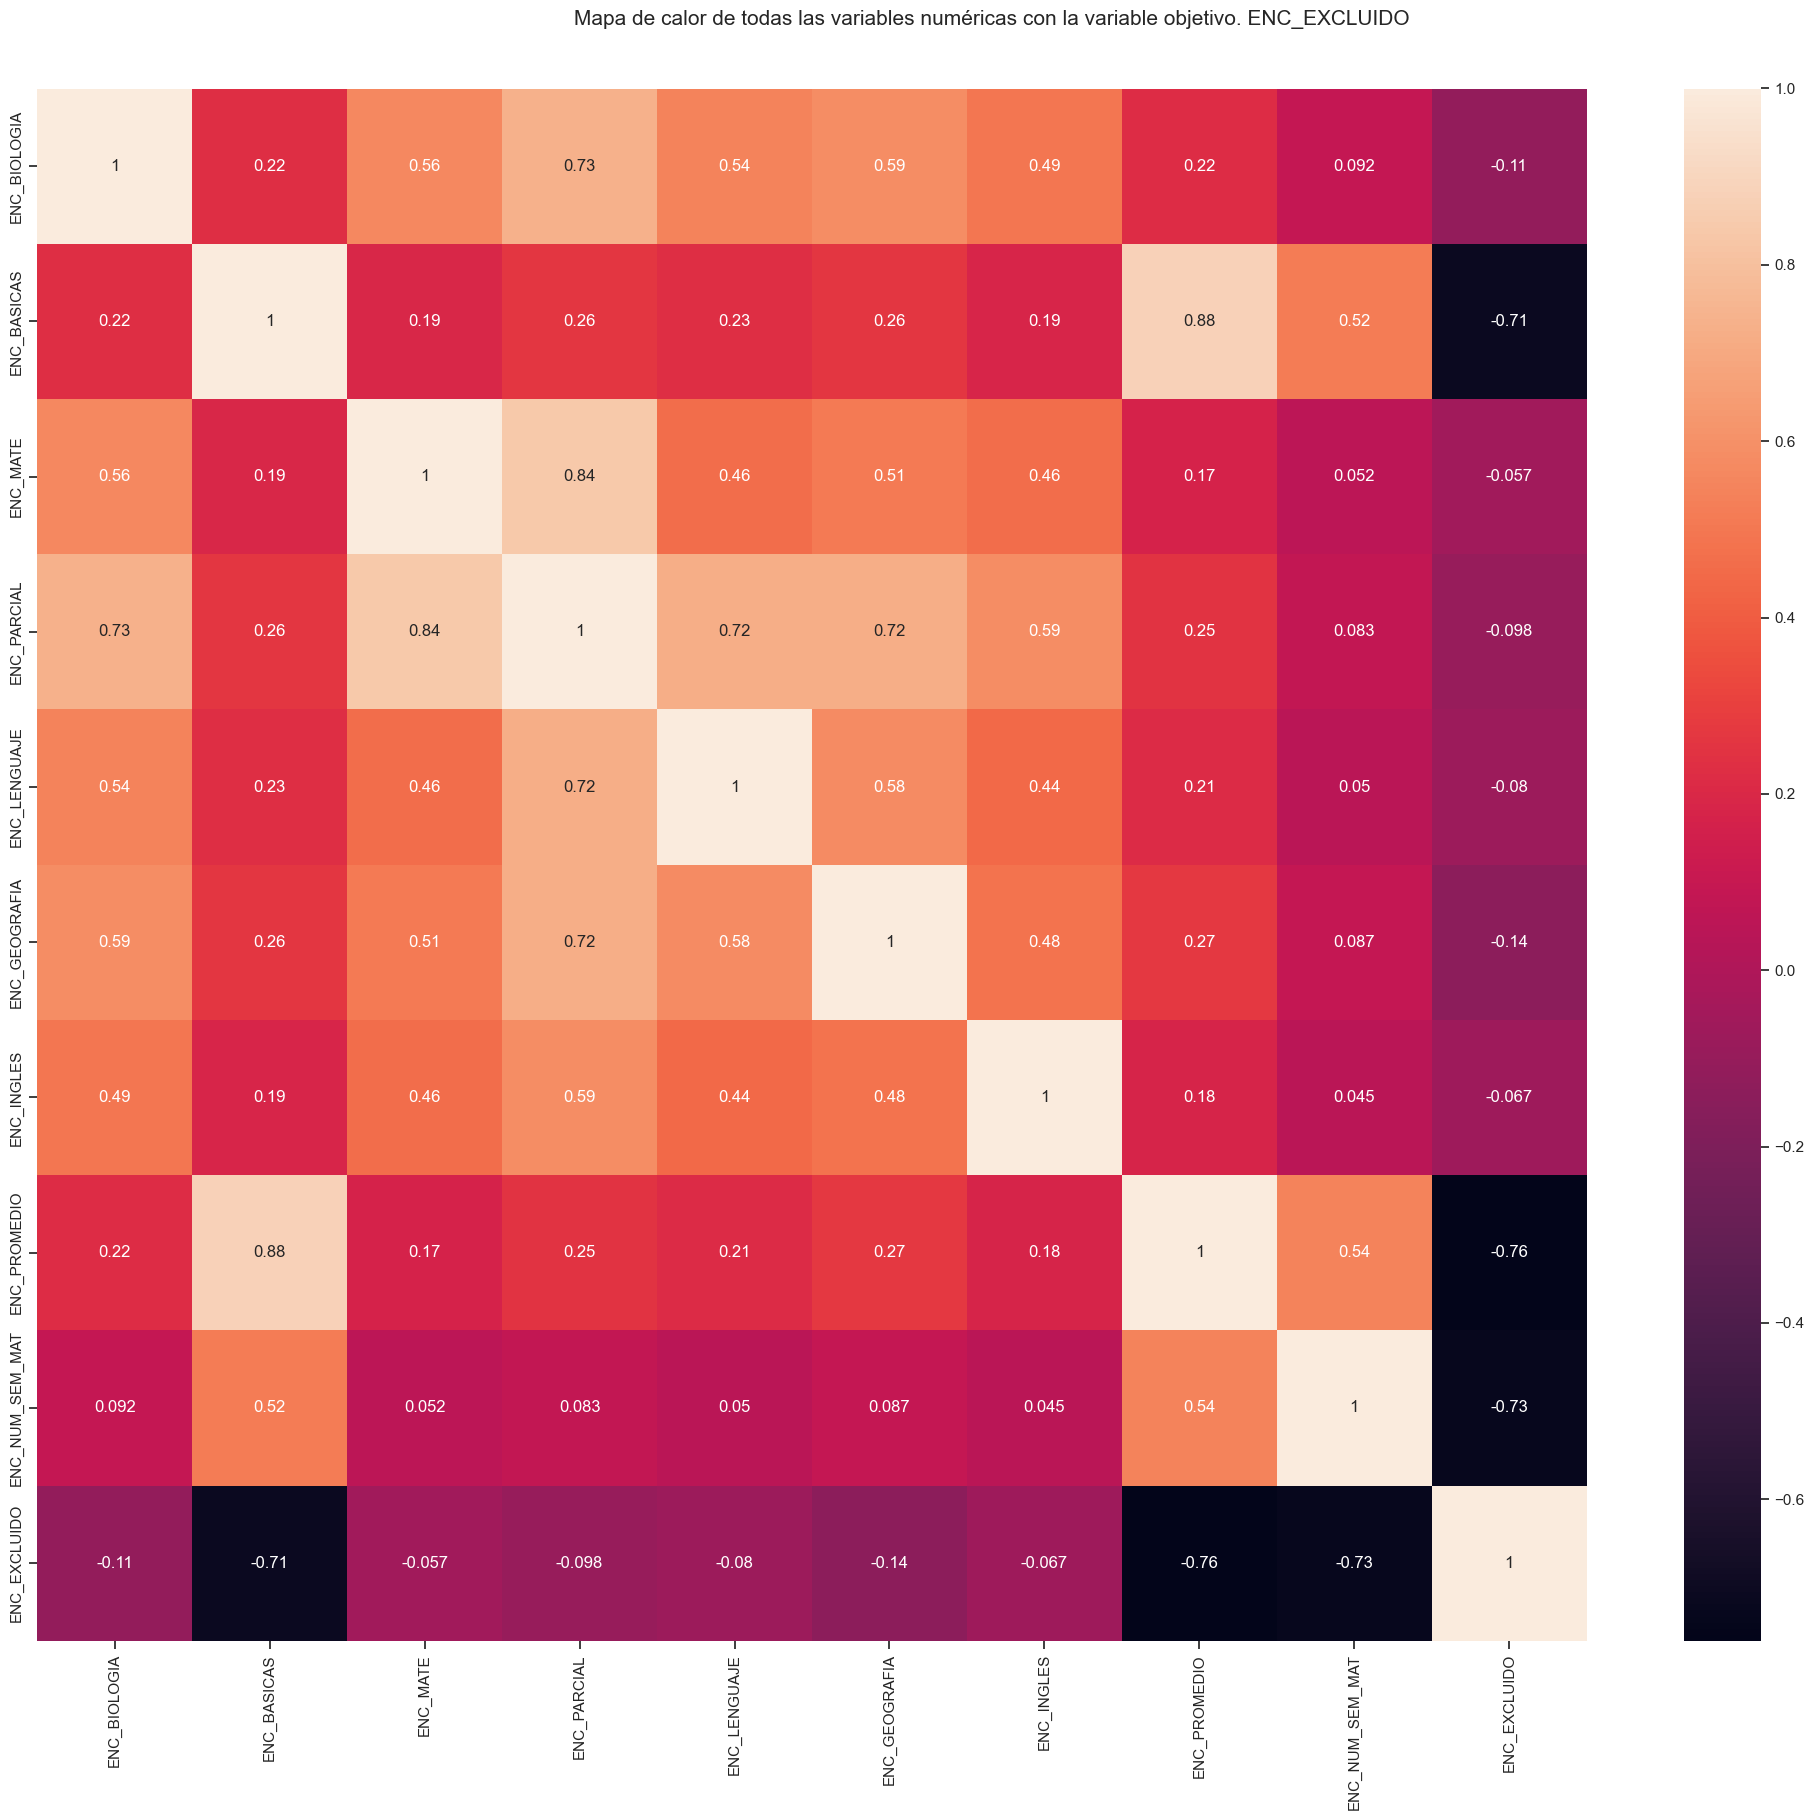 Mapa de calor de todas las variables numéricas con la variable objetivo. ENC_EXCLUIDO
ENC_BIOLOGIA 1 0.22 0.56 0.73 0.54 0.59 0.49 0.22 0.092 -0.11
ENC_BASICAS 0.22 1 0.19 0.26 0.23 0.26 0.19 0.88 0.52 -0.71
ENC_MATE 0.56 0.19 1 0.84 0.46 0.51 0.46 0.17 0.052 -0.057
ENC_PARCIAL 0.73 0.26 0.84 1 0.72 0.72 0.59 0.25 0.083 -0.098
ENC_LENGUAJE 0.54 0.23 0.46 0.72 1 0.58 0.44 0.21 0.05 -0.08
ENC_GEOGRAFIA 0.59 0.26 0.51 0.72 0.58 1 0.48 0.27 0.087 -0.14
ENC_INGLES 0.49 0.19 0.46 0.59 0.44 0.48 1 0.18 0.045 -0.067
ENC_PROMEDIO 0.22 0.88 0.17 0.25 0.21 0.27 0.18 1 0.54 -0.76
ENC_NUM_SEM_MAT 0.092 0.52 0.052 0.083 0.05 0.087 0.045 0.54 1 -0.73
ENC_EXCLUIDO -0.11 -0.71 -0.057 -0.098 -0.08 -0.14 -0.067 -0.76 -0.73 1
ENC_BIOLOGIA
ENC_BASICAS
ENC_MATE
ENC_PARCIAL
ENC_LENGUAJE
ENC_GEOGRAFIA
ENC_INGLES
ENC_PROMEDIO
ENC_NUM_SEM_MAT
ENC_EXCLUIDO
1.0
0.8
0.6
0.4
0.2
0.0
−0.2
−0.4
−0.6